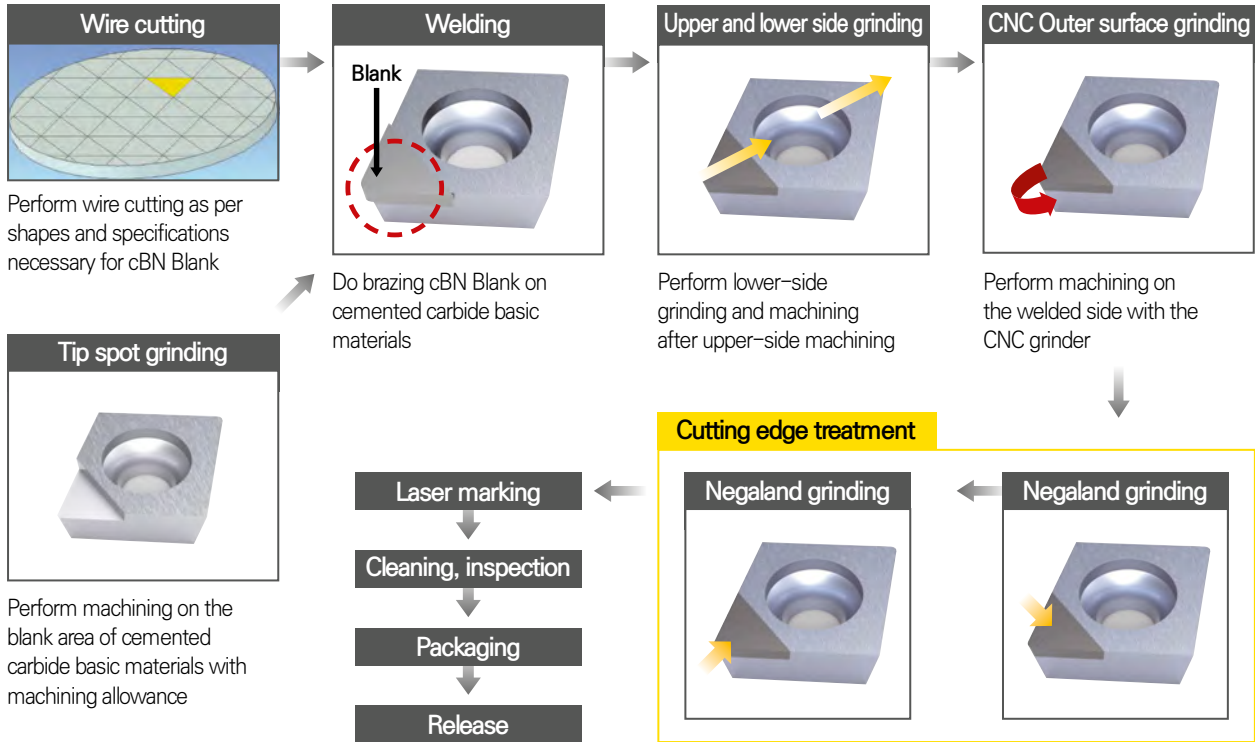 Wire cutting
Perform wire cutting as per
shapes and specifications
necessary for cBN Blank
Tip spot grinding
Perform machining on the
blank area of cemented
carbide basic materials with
machining allowance
Welding
Blank
Do brazing cBN Blank on
cemented carbide basic
materials
Upper and lower side grinding
Perform lower-side
grinding and machining
after upper-side machining
CNC Outer surface grinding
Perform machining on
the welded side with the
CNC grinder
Cutting edge treatment
Negaland grinding
Negaland grinding
Laser marking
Cleaning, inspection
Packaging
Release